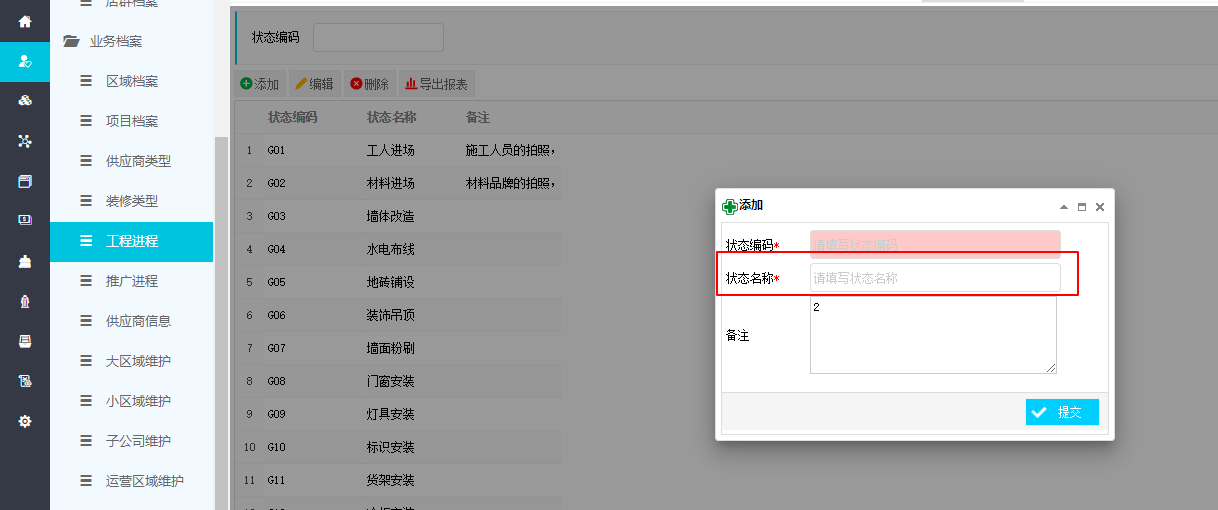 店群档案
业务档案
区域档案
项目档案
供应商类型
装修类型
工程进程
推广进程
供应商信息
大区域维护
小区域维护
子公司维护
运营区域维护
状态编码
添加 编辑 删除 导出报表
状态编码 状态名称 备注
1 G01 工人进场 施工人员的拍照，
2 G02 材料进场 材料品牌的拍照，
3 G03 墙体改造
4 G04 水电布线
5 G05 地砖铺设
6 G06 装饰吊顶
7 G07 墙面粉刷
8 G08 门窗安装
9 G09 灯具安装
10 G10 标识安装
11 G11 货架安装
添加
状态编码* 请填写状态编码
状态名称* 请填写状态名称
备注 2
提交